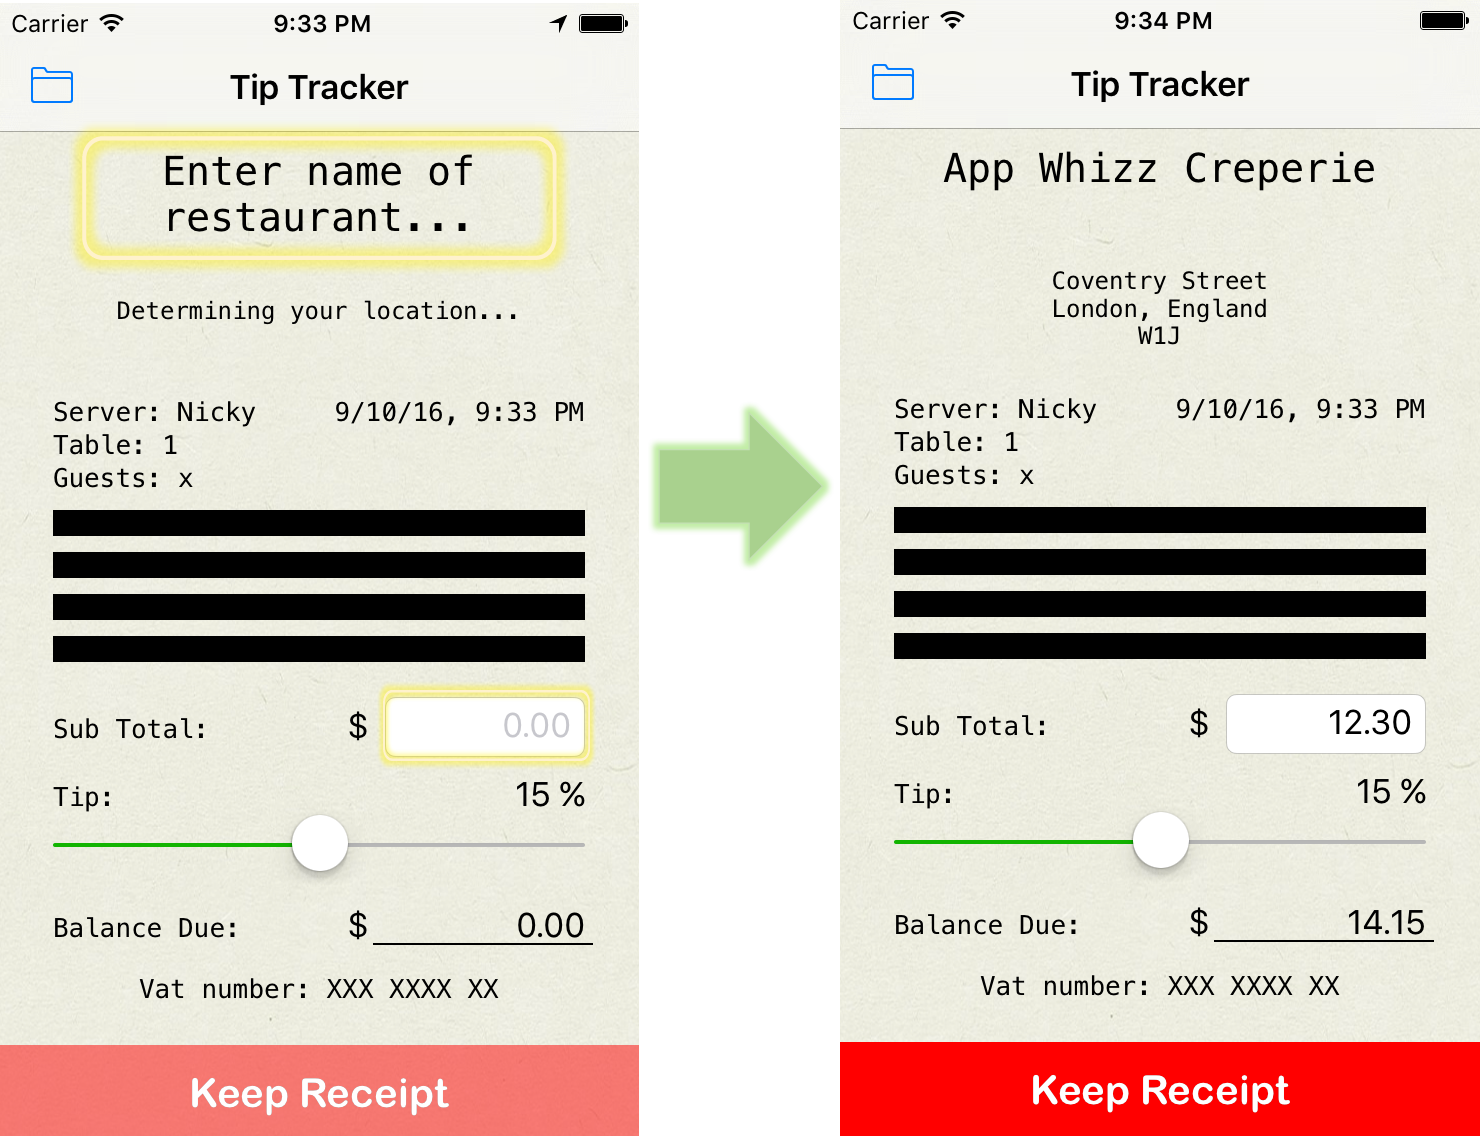 Carrier 9:33 PM
Tip Tracker
Enter name of
restaurant...
Determining your location...
Server: Nicky 9/10/16, 9:33 PM
Table: 1
Guests: x
Sub Total: $ 0.00
Tip: 15 %
Balance Due: $ 0.00
Vat number: XXX XXXX XX
Keep Receipt
Carrier 9:34 PM
Tip Tracker
App Whizz Creperie
Coventry Street
London, England
W1J
Server: Nicky 9/10/16, 9:33 PM
Table: 1
Guests: x
Sub Total: $ 12.30
Tip: 15 %
Balance Due: $ 14.15
Vat number: XXX XXXX XX
Keep Receipt